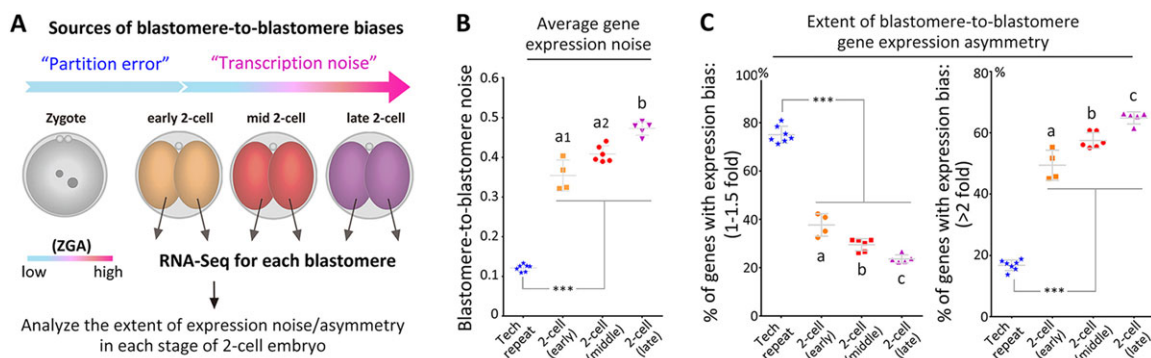 A
Sources of blastomere-to-blastomere biases
“Partition error”
“Transcription noise”
Zygote
early 2-cell
mid 2-cell
late 2-cell
(ZGA)
low
high
RNA-Seq for each blastomere
Analyze the extent of expression noise/asymmetry
in each stage of 2-cell embryo
B
Average gene
expression noise
Blastomere-to-blastomere noise
0.6
0.5
0.4
0.3
0.2
0.1
0
a1
a2
b
***
Tech
repeat
2-cell
(early)
2-cell
(middle)
2-cell
(late)
C
Extent of blastomere-to-blastomere
gene expression asymmetry
% of genes with expression bias:
(1-1.5 fold)
100%
80
60
40
20
0
***
a
b
c
Tech
repeat
2-cell
(early)
2-cell
(middle)
2-cell
(late)
% of genes with expression bias:
(>2 fold)
80%
60
40
20
0
a
b
c
***
Tech
repeat
2-cell
(early)
2-cell
(middle)
2-cell
(late)